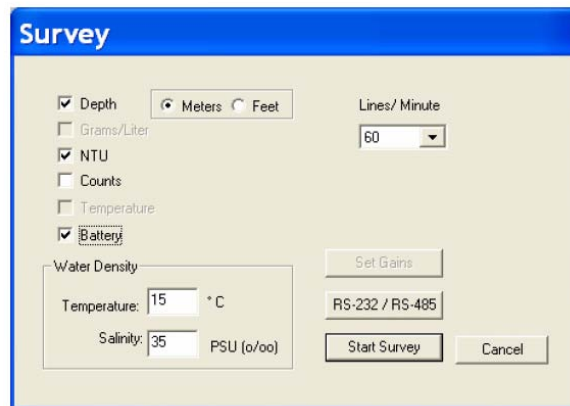 Survey
Depth
Meters Feet
Lines/ Minute
Grams/Liter
60
NTU
Counts
Temperature
Battery
Water Density
Set Gains
Temperature: 15 ° C
RS-232 / RS-485
Salinity: 35 PSU (o/oo)
Start Survey Cancel